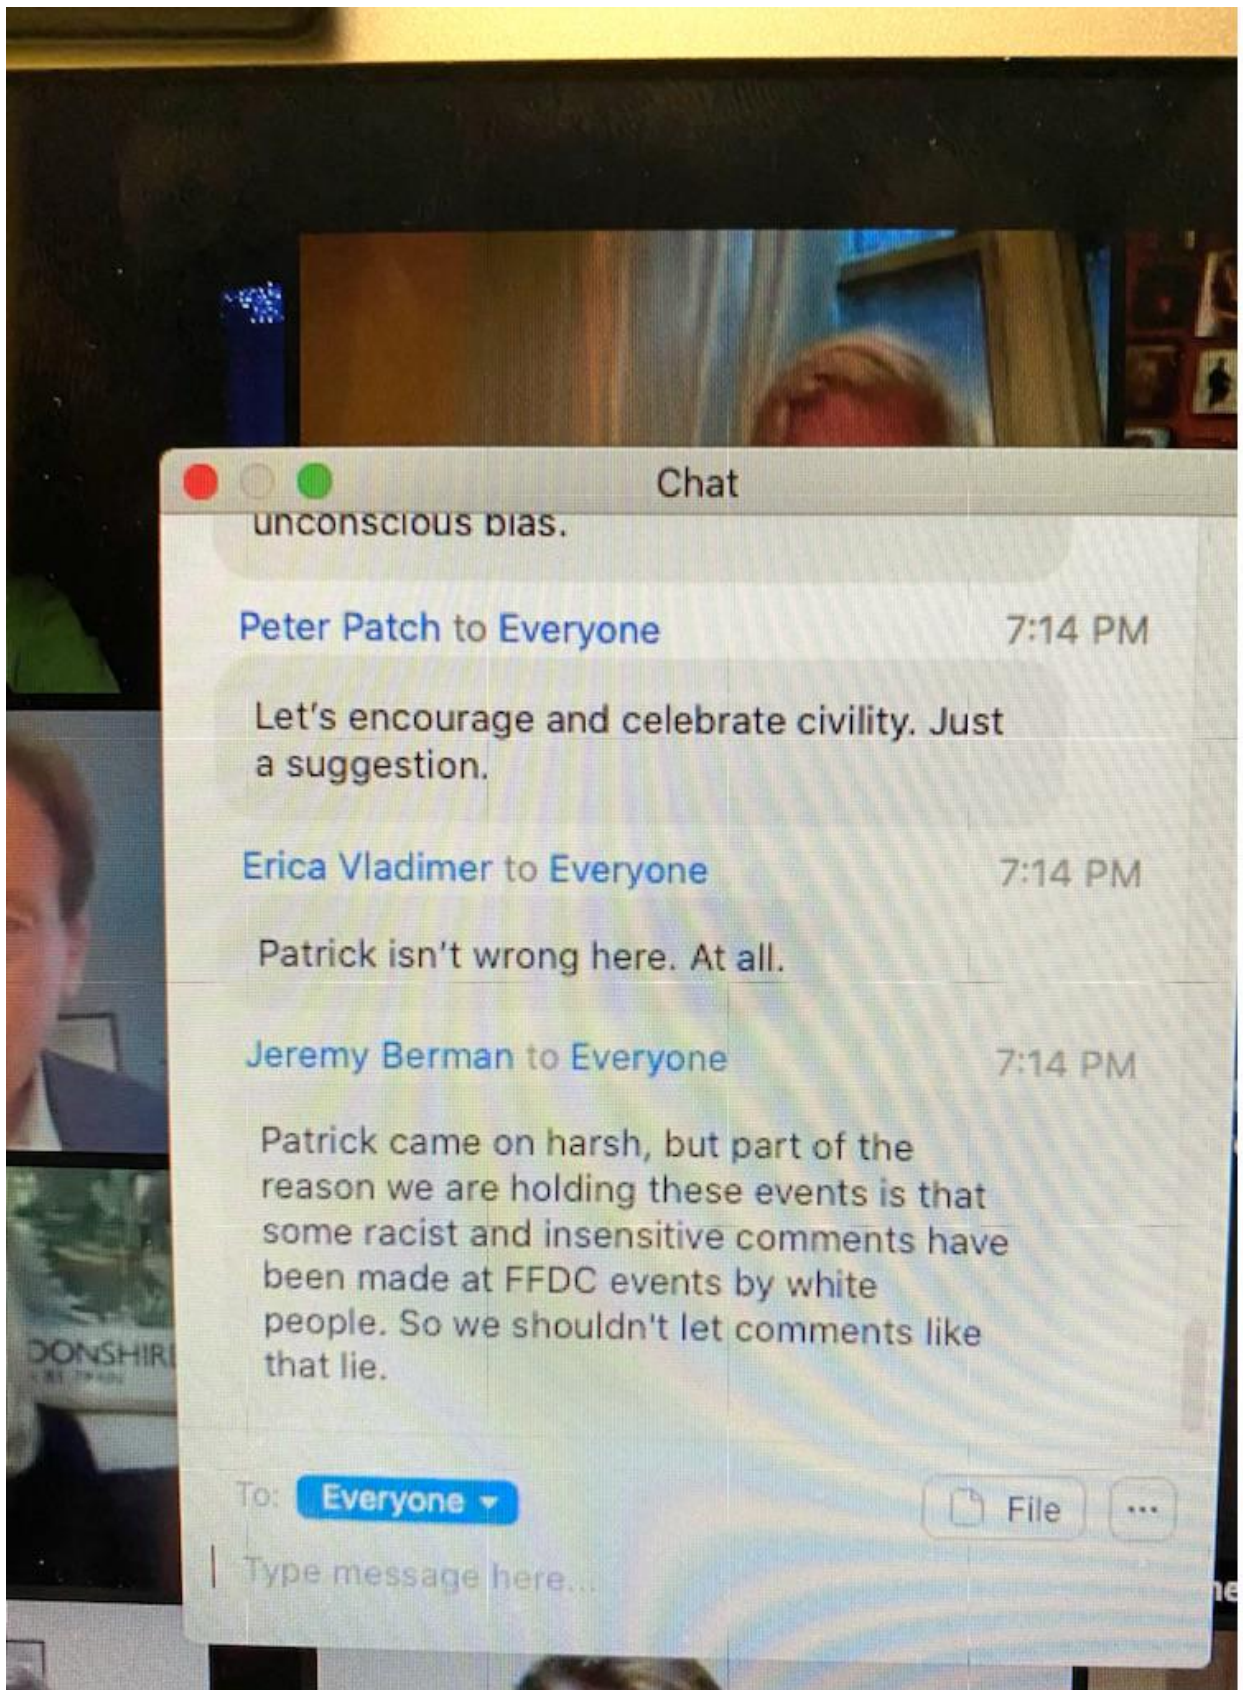 Chat
unconscious bias.
Peter Patch to Everyone 7:14 PM
Let's encourage and celebrate civility. Just
a suggestion.
Erica Vladimer to Everyone 7:14 PM
Patrick isn't wrong here. At all.
Jeremy Berman to Everyone 7:14 PM
Patrick came on harsh, but part of the
reason we are holding these events is that
some racist and insensitive comments have
been made at FFDC events by white
people. So we shouldn't let comments like
that lie.
DONSHIR
To: Everyone
File
Type message here...